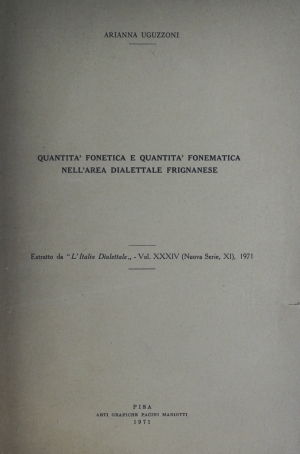 ARIANNA UGUZZONI
QUANTITA' FONETICA E QUANTITA' FONEMATICA
NELL'AREA DIALETTALE FRIGNANESE
Estratto da "L'Italia Dialettale„ - Vol. XXXIV (Nuova Serie, XI), 1971
PISA
ARTI GRAFICHE PACINI MARIOTTI
1971